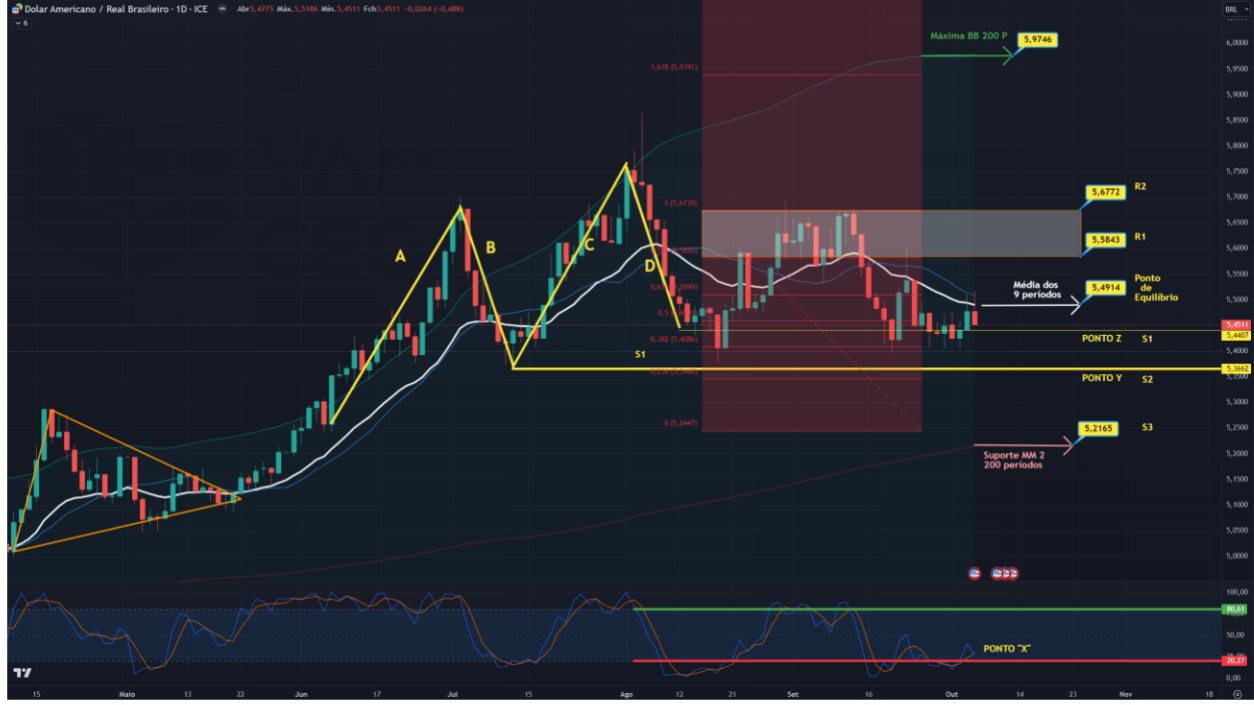 Dolar Americano / Real Brasileiro · 1D · ICE Abr5,4775 Máx.5,5186 Mín.5,4511 Fch5,4511 -0,0264 (-0,48%)
BRL
6
6,0000
5,9500
5,9000
5,8500
5,8000
5,7500
5,7000
5,6500
5,6000
5,5500
5,5000
5,4511
5,4407
5,4000
5,3662
5,3500
5,3000
5,2500
5,2000
5,1500
5,1000
5,0500
5,0000
Máxima BB 200 P
5,9746
1,618 (5,9391)
5,6772
R2
1 (5,6739)
5,5843
R1
A
B
C
D
Média dos
9 períodos
5,4914
Ponto
de
Equilíbrio
0,5
0,382 (5,4086)
PONTO Z S1
S1
PONTO Y S2
0 (5,2447)
5,2165
S3
Suporte MM 2
200 periodos
100,00
80,61
50,00
20,27
0,00
PONTO "X"
15 Maio 13 22 Jun 17 Jul 15 Ago 12 21 Set 16 Out 14 23 Nov 18